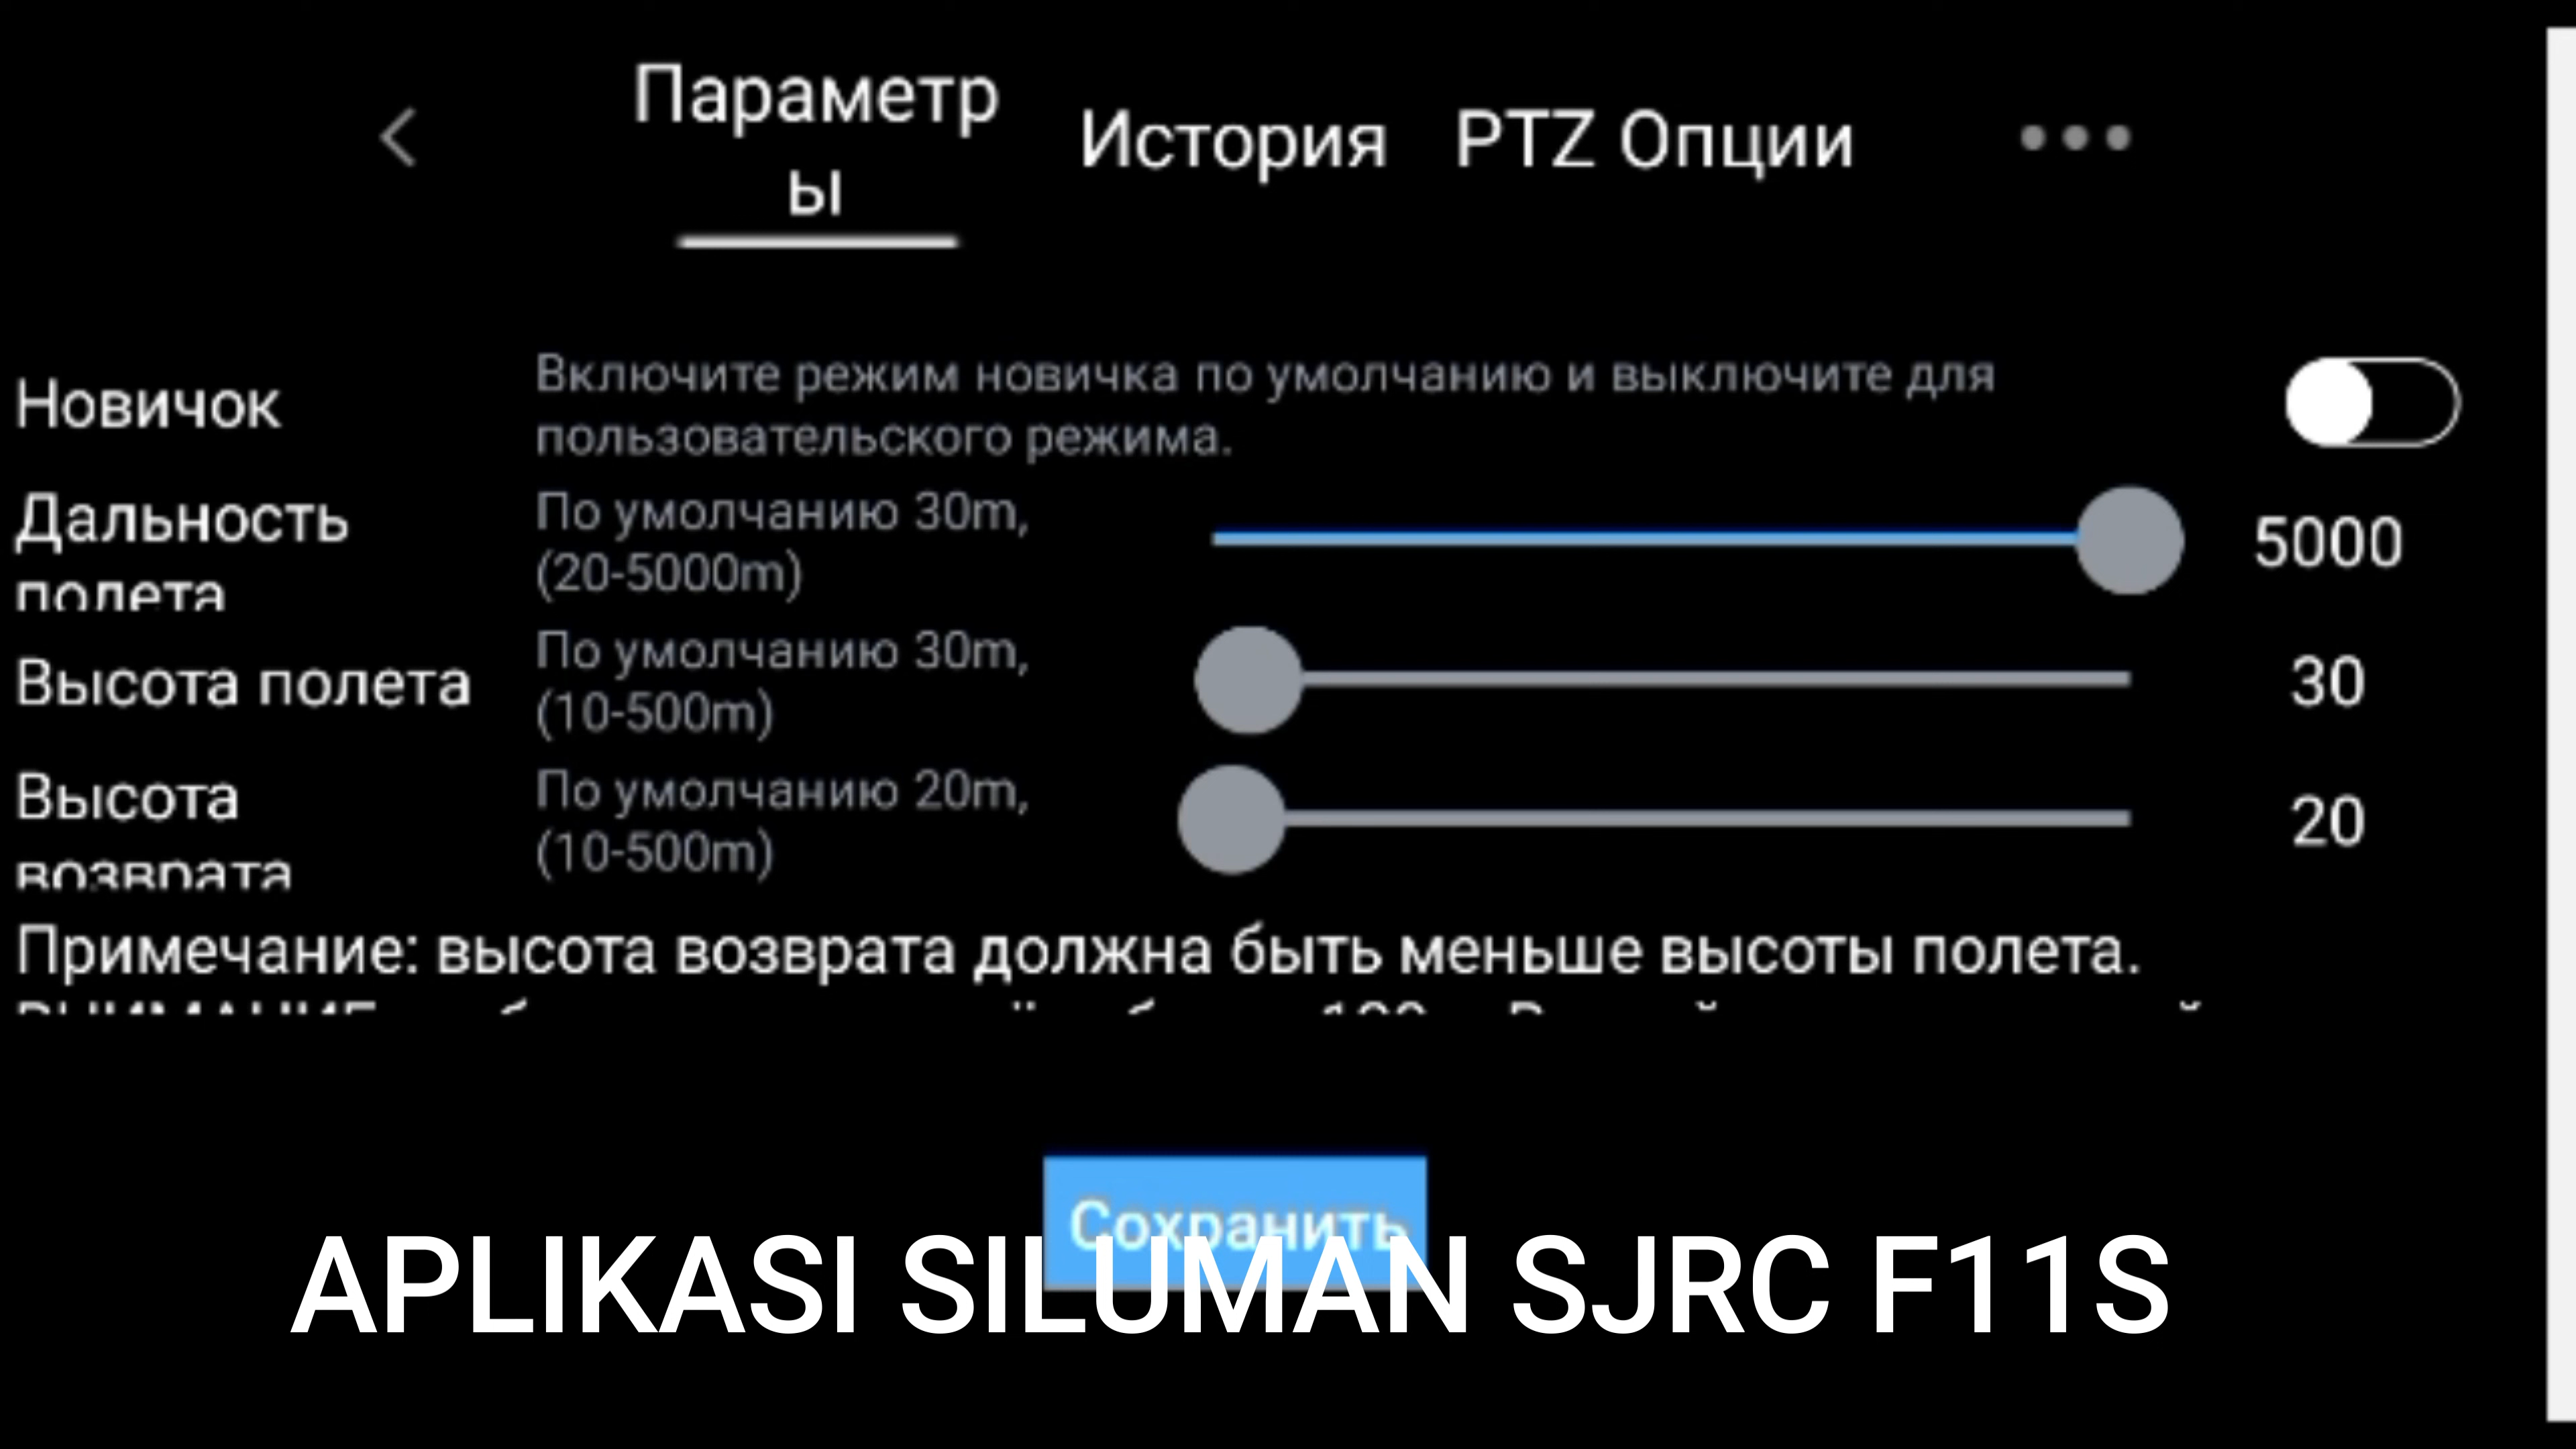 Параметр
ы
История
PTZ Опции
Новичок
Включите режим новичка по умолчанию и выключите для
пользовательского режима.
Дальность
полета
По умолчанию 30m,
(20-5000m)
5000
Высота полета
По умолчанию 30m,
(10-500m)
30
Высота
возврата
По умолчанию 20m,
(10-500m)
20
Примечание: высота возврата должна быть меньше высоты полета.
Сохранить
APLIKASI SILUMAN SJRC F11S